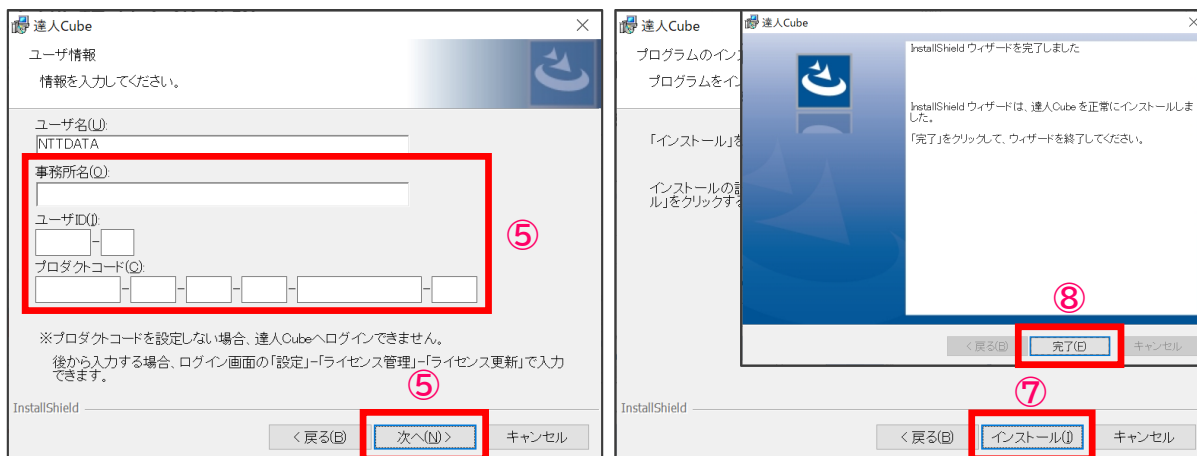 達人Cube
ユーザ情報
情報を入力してください。
ユーザ名(U):
NTTDATA
事務所名(O):
ユーザID(I):
-
プロダクトコード(C):
- - - - -
⑤
※プロダクトコードを設定しない場合、達人Cubeへログインできません。
後から入力する場合、ログイン画面の「設定」-「ライセンス管理」-「ライセンス更新」で入力
できます。
⑤
InstallShield
< 戻る(B)
次へ(N) >
キャンセル
達人Cube
プログラムのイン
プログラムをイ
「インストール」を
インストールの
ル」をクリックす
達人Cube
InstallShield ウィザードを完了しました
InstallShield ウィザードは、達人Cube を正常にインストールしま
した。
「完了」をクリックして、ウィザードを終了してください。
⑧
< 戻る(B)
完了(F)
キャンセル
⑦
InstallShield
< 戻る(B)
インストール(I)
キャンセル